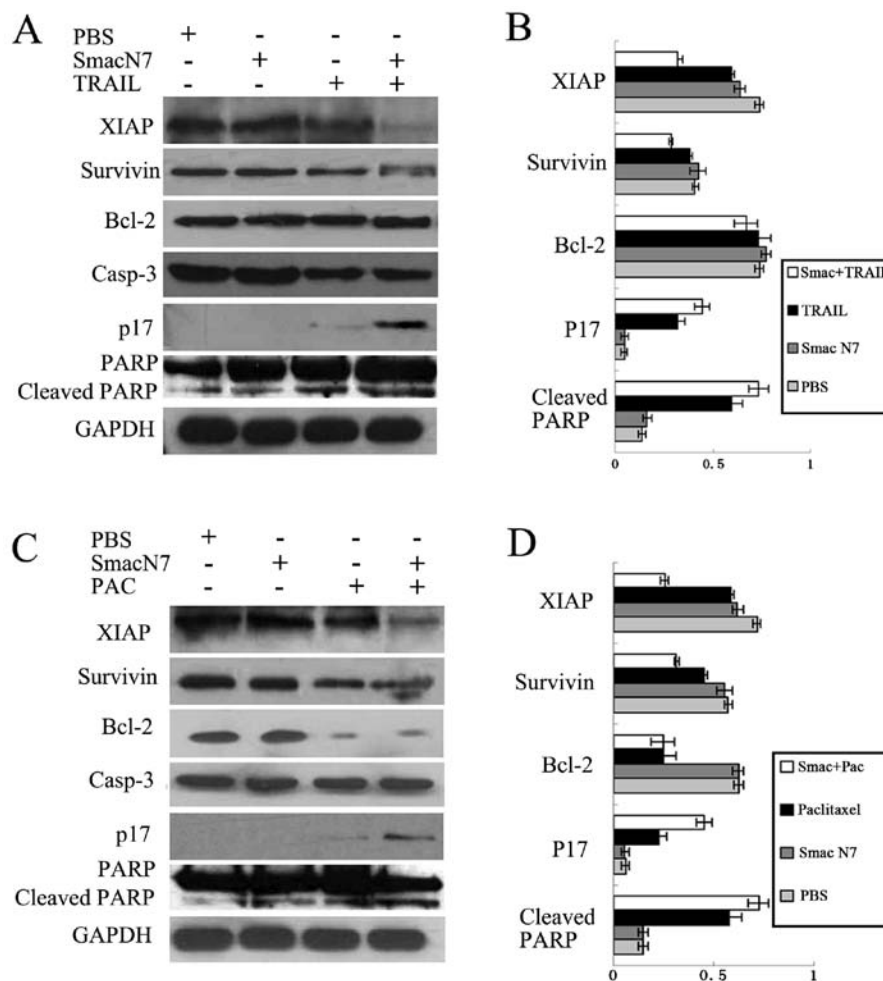 A
PBS + - - -
SmacN7 - + - +
TRAIL - - + +
XIAP
Survivin
Bcl-2
Casp-3
p17
PARP
Cleaved PARP
GAPDH
B
XIAP
Survivin
Bcl-2
P17
Cleaved
PARP
0 0.5 1
Smac+TRAIL
TRAIL
Smac N7
PBS
C
PBS + - - -
SmacN7 - + - +
PAC - - + +
XIAP
Survivin
Bcl-2
Casp-3
p17
PARP
Cleaved PARP
GAPDH
D
XIAP
Survivin
Bcl-2
P17
Cleaved
PARP
0 0.5 1
Smac+Pac
Paclitaxel
Smac N7
PBS